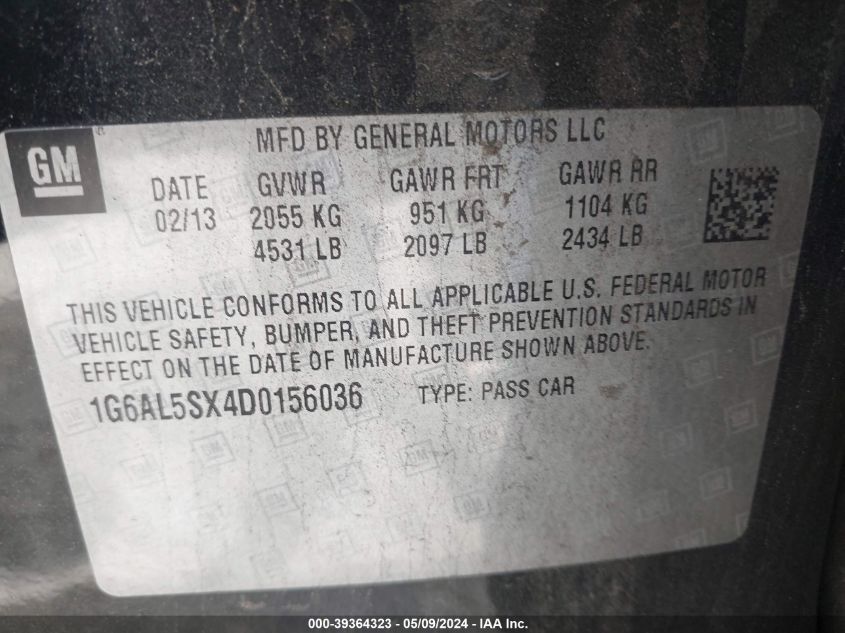 GM
MFD BY GENERAL MOTORS LLC
DATE GVWR GAWR FRT GAWR RR
02/13 2055 KG 951 KG 1104 KG
4531 LB 2097 LB 2434 LB
THIS VEHICLE CONFORMS TO ALL APPLICABLE U.S. FEDERAL MOTOR
VEHICLE SAFETY, BUMPER, AND THEFT PREVENTION STANDARDS IN
EFFECT ON THE DATE OF MANUFACTURE SHOWN ABOVE.
1G6AL5SX4D0156036 TYPE: PASS CAR
000-39364323 - 05/09/2024 - IAA Inc.